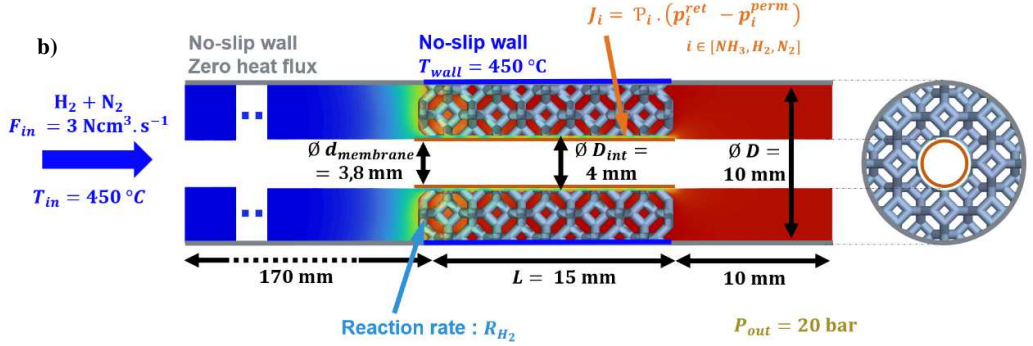 b)
No-slip wall
Zero heat flux
No-slip wall
T_wall = 450 °C
J_i = 𝒫_i . (p_i^ret − p_i^perm)
i ∈ [NH_3, H_2, N_2]
H_2 + N_2
F_in = 3 Ncm^3. s^−1
T_in = 450 °C
Ø d_membrane
= 3,8 mm
Ø D_int =
4 mm
Ø D =
10 mm
170 mm
L = 15 mm
10 mm
Reaction rate : R_H_2
P_out = 20 bar